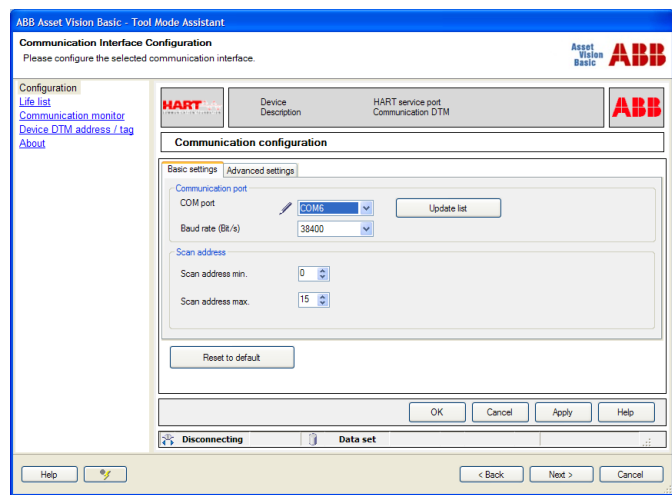 ABB Asset Vision Basic - Tool Mode Assistant
Communication Interface Configuration
Please configure the selected communication interface.
Asset
Vision
Basic
ABB
Configuration
Life list
Communication monitor
Device DTM address / tag
About
HART
Device
Description
HART service port
Communication DTM
ABB
Communication configuration
Basic settings
Advanced settings
Communication port
COM port
COM6
Update list
Baud rate (Bit/s)
38400
Scan address
Scan address min.
0
Scan address max.
15
Reset to default
OK
Cancel
Apply
Help
Disconnecting
Data set
Help
< Back
Next >
Cancel